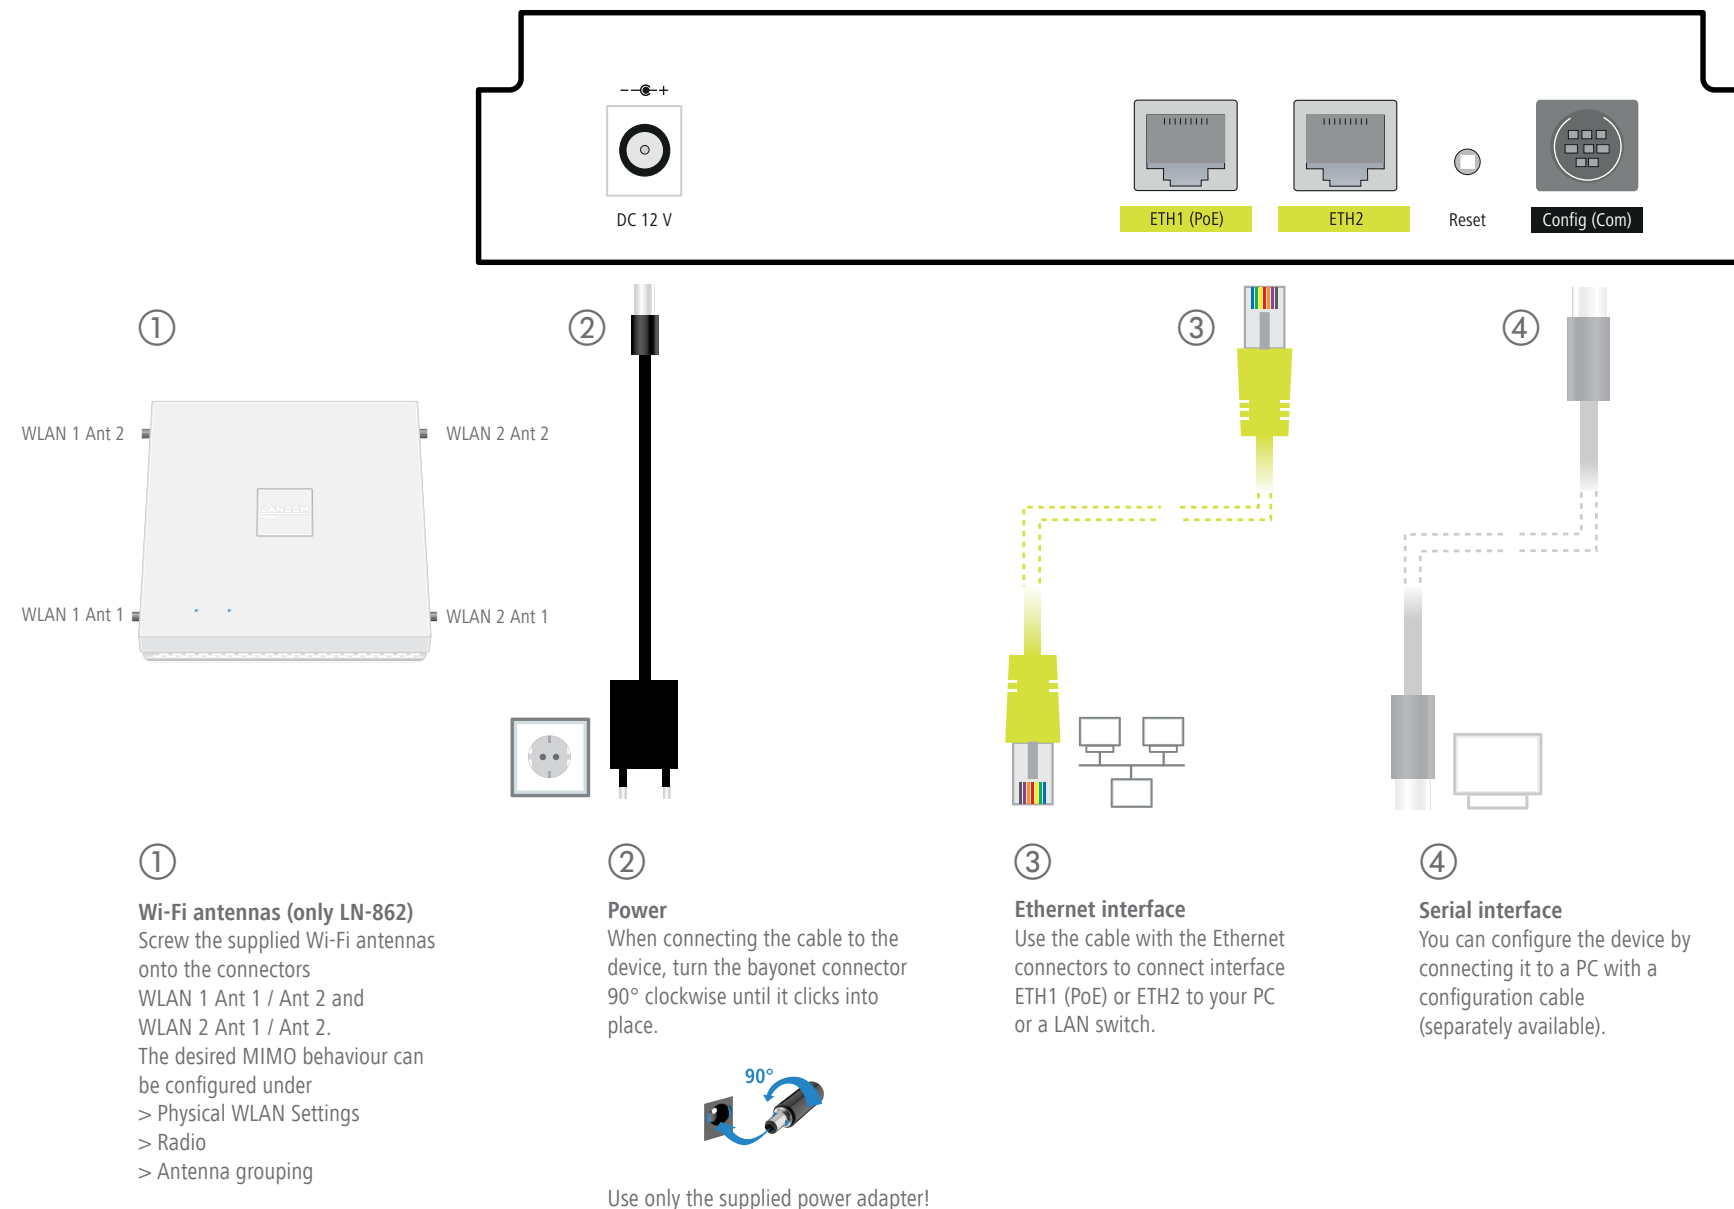 DC 12 V
ETH1 (PoE)
ETH2
Reset
Config (Com)
①
②
③
④
WLAN 1 Ant 2
WLAN 2 Ant 2
LANCOM
WLAN 1 Ant 1
WLAN 2 Ant 1
①
Wi-Fi antennas (only LN-862)
Screw the supplied Wi-Fi antennas
onto the connectors
WLAN 1 Ant 1 / Ant 2 and
WLAN 2 Ant 1 / Ant 2.
The desired MIMO behaviour can
be configured under
> Physical WLAN Settings
> Radio
> Antenna grouping
②
Power
When connecting the cable to the
device, turn the bayonet connector
90° clockwise until it clicks into
place.
90°
Use only the supplied power adapter!
③
Ethernet interface
Use the cable with the Ethernet
connectors to connect interface
ETH1 (PoE) or ETH2 to your PC
or a LAN switch.
④
Serial interface
You can configure the device by
connecting it to a PC with a
configuration cable
(separately available).